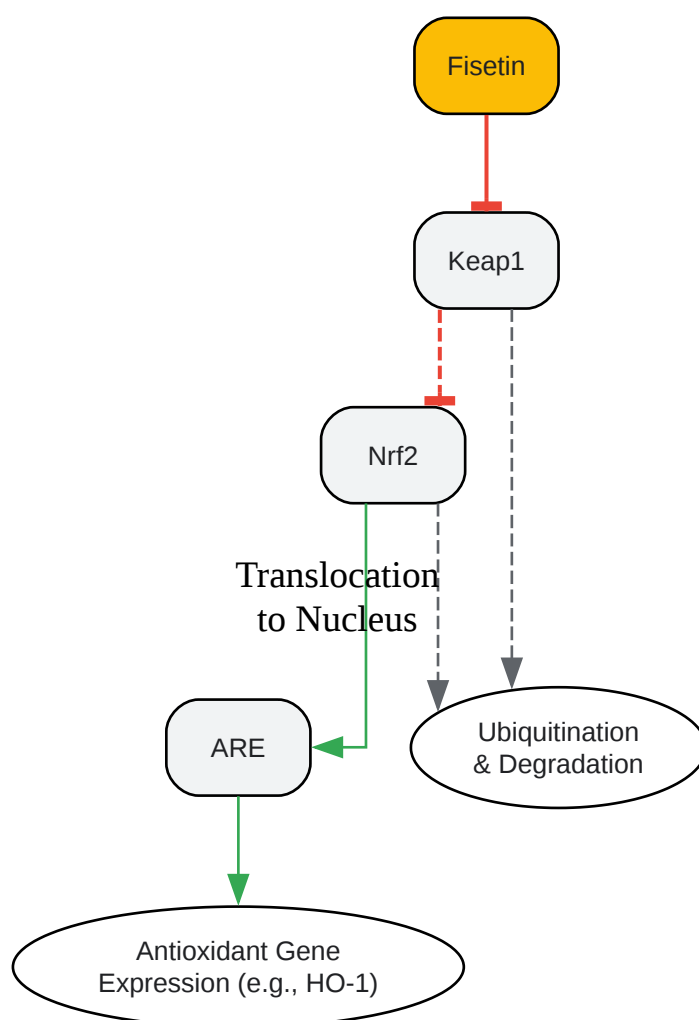 Fisetin
Keap1
Nrf2
Translocation
to Nucleus
Ubiquitination
& Degradation
ARE
Antioxidant Gene
Expression (e.g., HO-1)